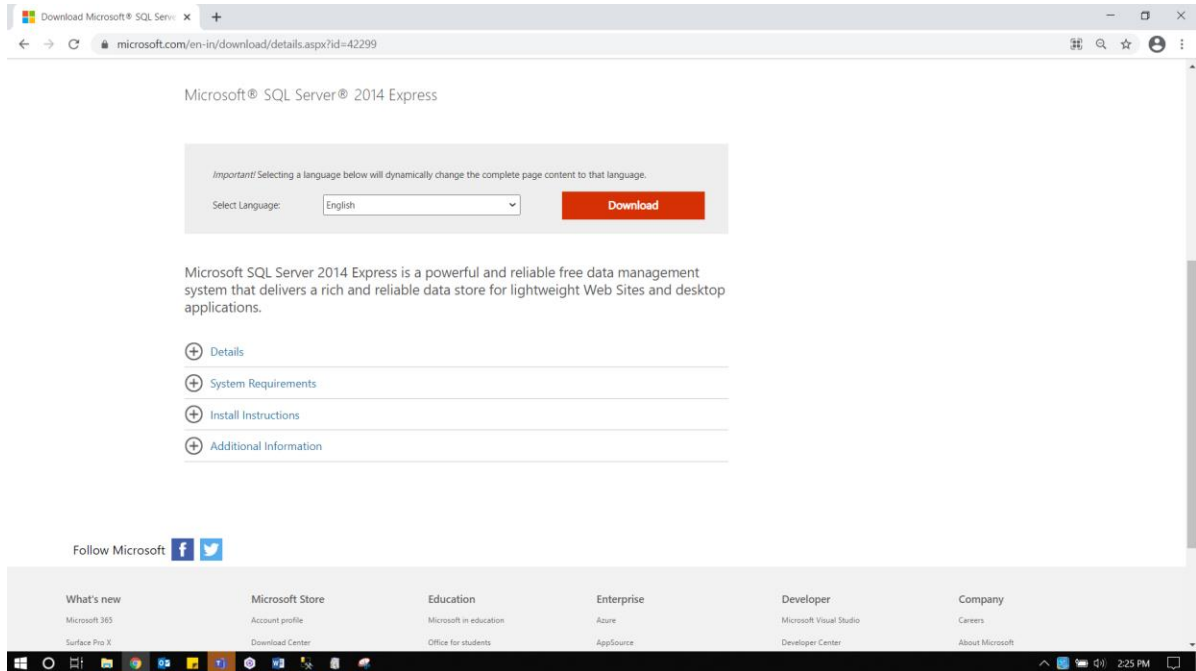 Download Microsoft® SQL Serve
microsoft.com/en-in/download/details.aspx?id=42299
Microsoft® SQL Server® 2014 Express
Important! Selecting a language below will dynamically change the complete page content to that language.
Select Language: English Download
Microsoft SQL Server 2014 Express is a powerful and reliable free data management
system that delivers a rich and reliable data store for lightweight Web Sites and desktop
applications.
Details
System Requirements
Install Instructions
Additional Information
Follow Microsoft
What's new Microsoft Store Education Enterprise Developer Company
Microsoft 365 Account profile Microsoft in education Azure Microsoft Visual Studio Careers
Surface Pro X Download Center Office for students AppSource Developer Center About Microsoft
2:25 PM